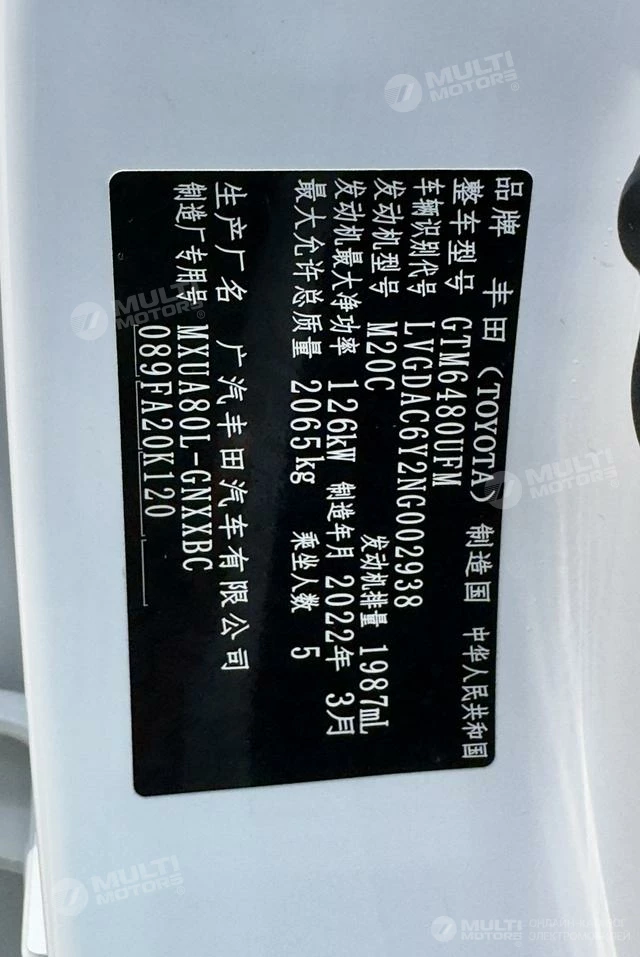 品牌 丰田(TOYOTA) 制造国 中华人民共和国
整车型号 GTM6480UFM
车辆识别代号 LVGDAC6Y2NG002938
发动机型号 M20C 发动机排量 1987mL
发动机最大净功率 126kW 制造年月 2022年 3月
最大允许总质量 2065kg 乘坐人数 5
生产厂名 广汽丰田汽车有限公司
制造厂专用号 MXUA80L-GNXXBC
089FA20K120
MULTI MOTORS®
MULTI MOTORS
MULTI MOTORS
MULTI MOTORS
MULTI MOTORS